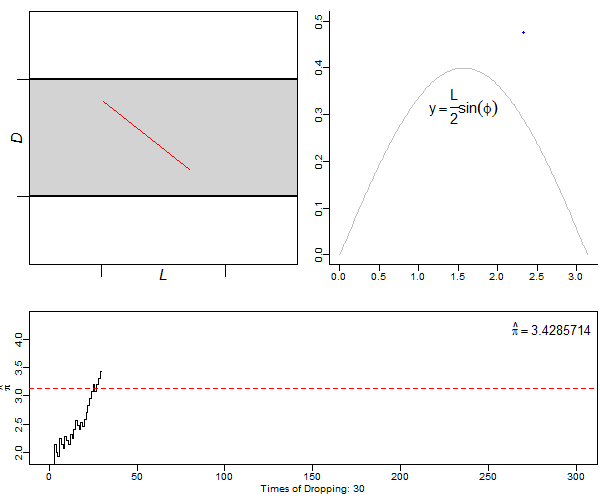 D
L
0.0 0.1 0.2 0.3 0.4 0.5
y = L/2 sin(ϕ)
0.0 0.5 1.0 1.5 2.0 2.5 3.0
π̂ = 3.4285714
π̂
2.0 2.5 3.0 3.5 4.0
0 50 100 150 200 250 300
Times of Dropping: 30